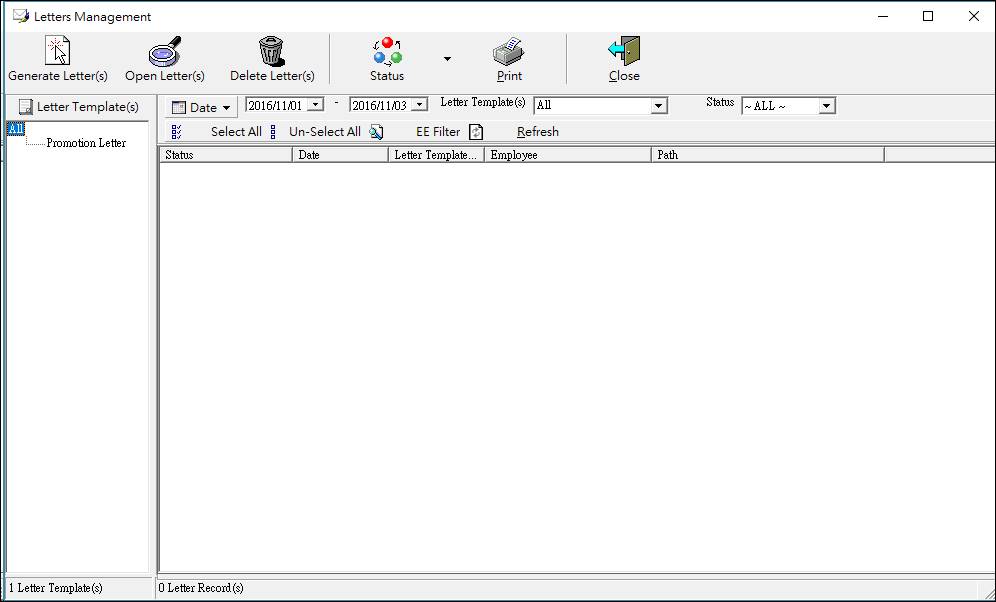 Letters Management
Generate Letter(s) Open Letter(s) Delete Letter(s) Status Print Close
Letter Template(s) Date 2016/11/01 - 2016/11/03 Letter Template(s) All Status ~ ALL ~
Select All Un-Select All EE Filter Refresh
All
Promotion Letter
Status Date Letter Template... Employee Path
1 Letter Template(s) 0 Letter Record(s)